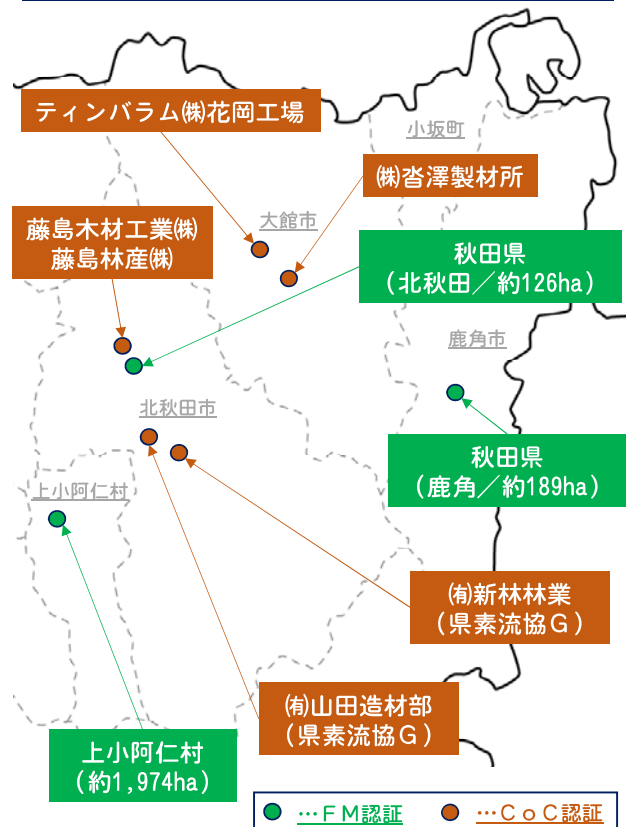 ティンバラム㈱花岡工場
小坂町
㈱沓澤製材所
大館市
藤島木材工業㈱
藤島林産㈱
秋田県
（北秋田／約126ha）
鹿角市
北秋田市
秋田県
（鹿角／約189ha）
上小阿仁村
㈲新林林業
（県素流協Ｇ）
㈲山田造材部
（県素流協Ｇ）
上小阿仁村
（約1,974ha）
…ＦＭ認証
…ＣｏＣ認証